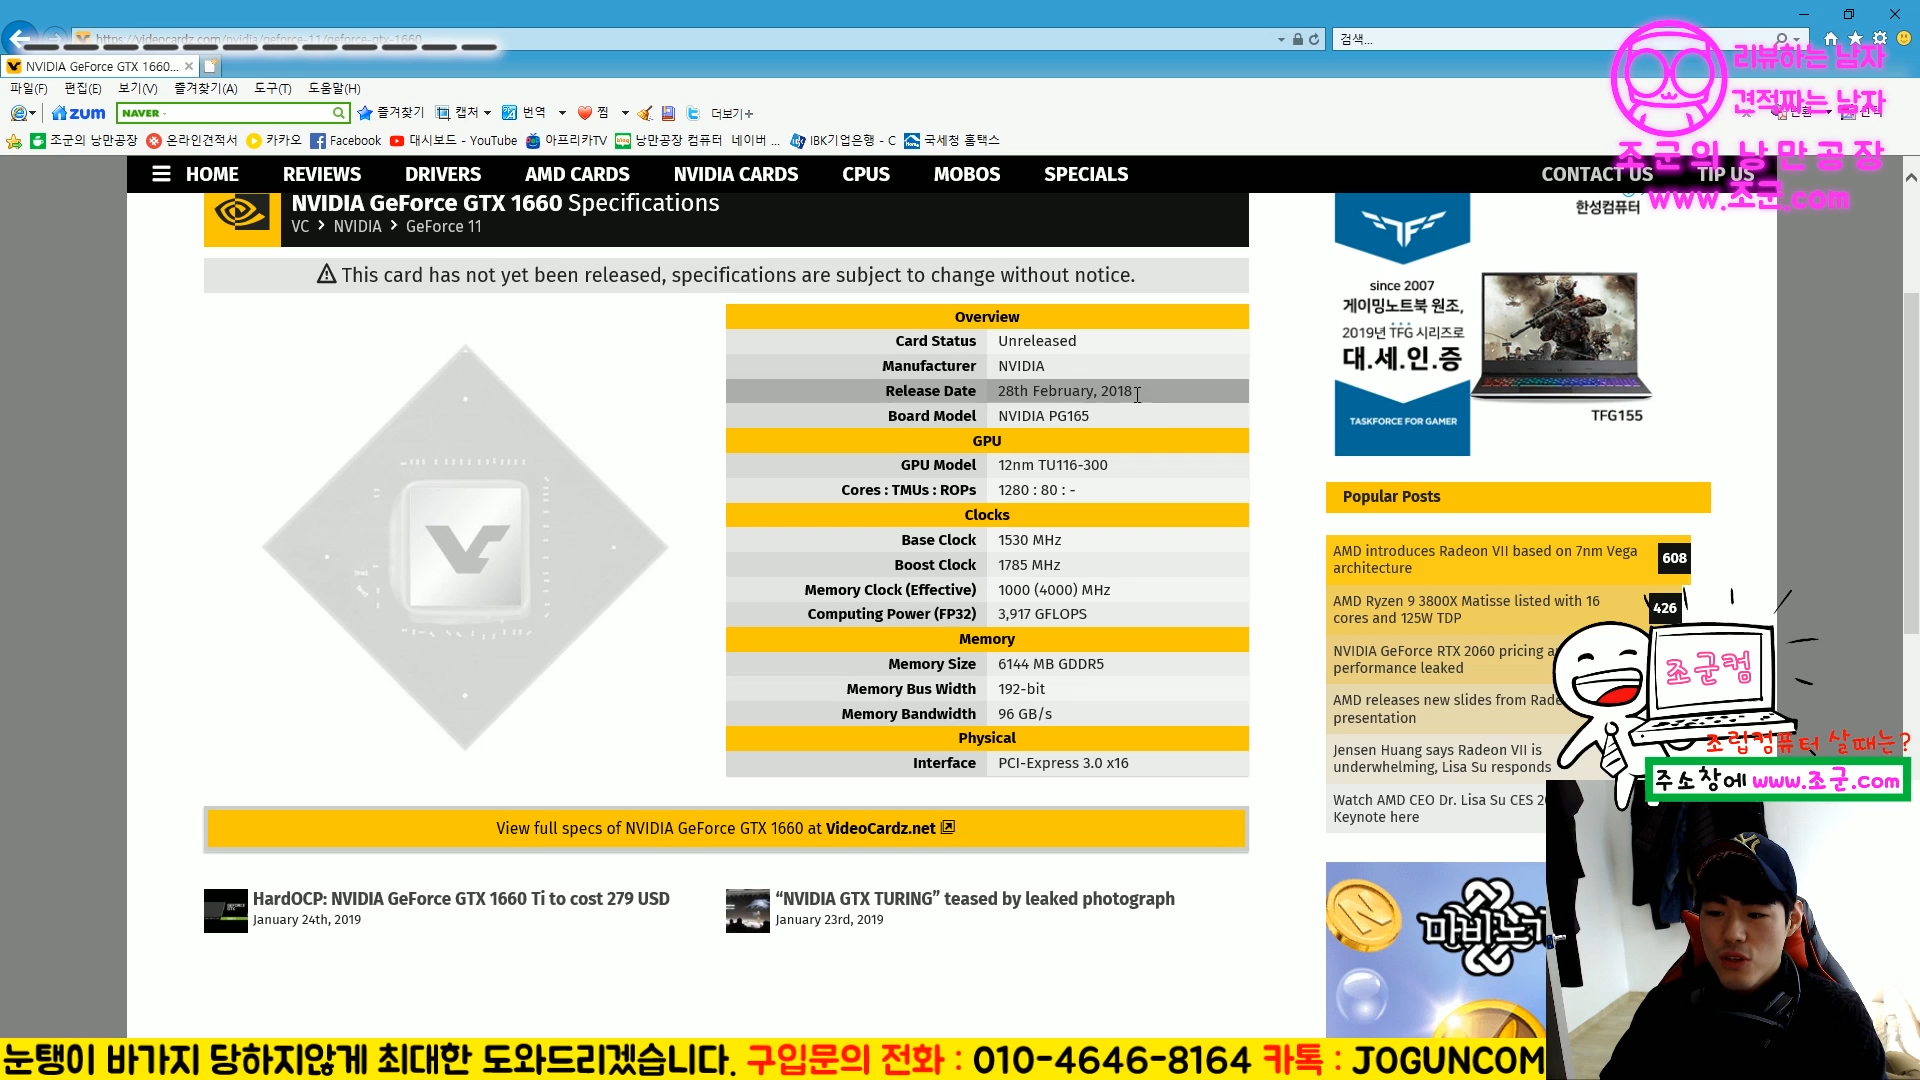 https://videocardz.com/nvidia/geforce-11/geforce-gtx-1660
검색...
NVIDIA GeForce GTX 1660...
파일(F) 편집(E) 보기(V) 즐겨찾기(A) 도구(T) 도움말(H)
zum NAVER 즐겨찾기 캡처 번역 찜 더보기+
조군의 낭만공장 온라인견적서 카카오 Facebook 대시보드 - YouTube 아프리카TV 낭만공장 컴퓨터 네이버 ... IBK기업은행 - C 국세청 홈택스
리뷰하는 남자
견적짜는 남자
조군의 낭만공장
www.조군.com
HOME REVIEWS DRIVERS AMD CARDS NVIDIA CARDS CPUS MOBOS SPECIALS CONTACT US TIP US
NVIDIA GeForce GTX 1660 Specifications
VC > NVIDIA > GeForce 11
This card has not yet been released, specifications are subject to change without notice.
Overview
Card Status Unreleased
Manufacturer NVIDIA
Release Date 28th February, 2018
Board Model NVIDIA PG165
GPU
GPU Model 12nm TU116-300
Cores : TMUs : ROPs 1280 : 80 : -
Clocks
Base Clock 1530 MHz
Boost Clock 1785 MHz
Memory Clock (Effective) 1000 (4000) MHz
Computing Power (FP32) 3,917 GFLOPS
Memory
Memory Size 6144 MB GDDR5
Memory Bus Width 192-bit
Memory Bandwidth 96 GB/s
Physical
Interface PCI-Express 3.0 x16
View full specs of NVIDIA GeForce GTX 1660 at VideoCardz.net
HardOCP: NVIDIA GeForce GTX 1660 Ti to cost 279 USD
January 24th, 2019
“NVIDIA GTX TURING” teased by leaked photograph
January 23rd, 2019
한성컴퓨터
since 2007
게이밍노트북 원조,
2019년 TFG 시리즈로
대.세.인.증
TASKFORCE FOR GAMER
TFG155
Popular Posts
AMD introduces Radeon VII based on 7nm Vega
architecture
608
AMD Ryzen 9 3800X Matisse listed with 16
cores and 125W TDP
426
NVIDIA GeForce RTX 2060 pricing
performance leaked
AMD releases new slides from
presentation
Jensen Huang says Radeon VII is
underwhelming, Lisa Su responds
Watch AMD CEO Dr. Lisa Su CES
Keynote here
조군컴
조립컴퓨터 살때는?
주소창에 www.조군.com
눈탱이 바가지 당하지않게 최대한 도와드리겠습니다. 구입문의 전화 : 010-4646-8164 카톡 : JOGUNCOM